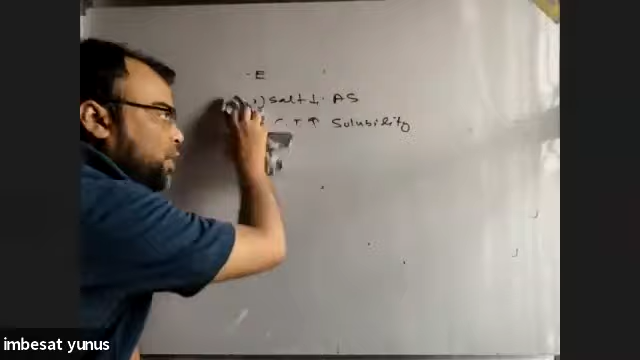 E
salt ↓ AS
T ↑ Solubility
imbesat yunus